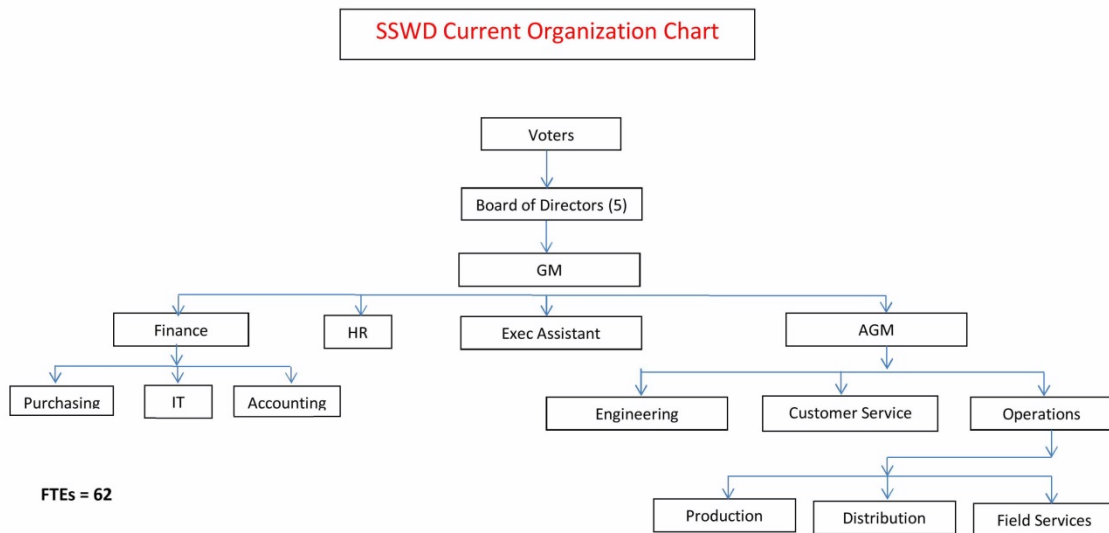 SSWD Current Organization Chart
Voters
Board of Directors (5)
GM
Finance
HR
Exec Assistant
AGM
Purchasing
IT
Accounting
Engineering
Customer Service
Operations
FTEs = 62
Production
Distribution
Field Services